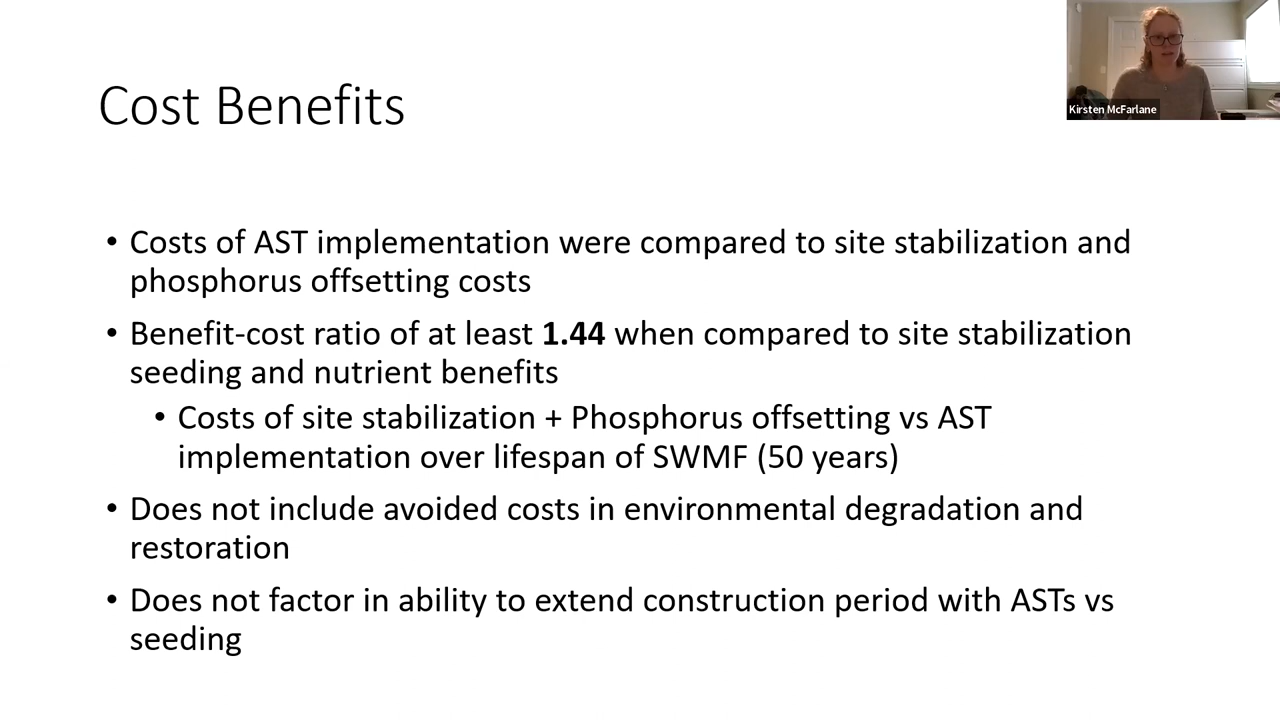 Kirsten McFarlane
Cost Benefits
• Costs of AST implementation were compared to site stabilization and
phosphorus offsetting costs
• Benefit-cost ratio of at least 1.44 when compared to site stabilization
seeding and nutrient benefits
• Costs of site stabilization + Phosphorus offsetting vs AST
implementation over lifespan of SWMF (50 years)
• Does not include avoided costs in environmental degradation and
restoration
• Does not factor in ability to extend construction period with ASTs vs
seeding